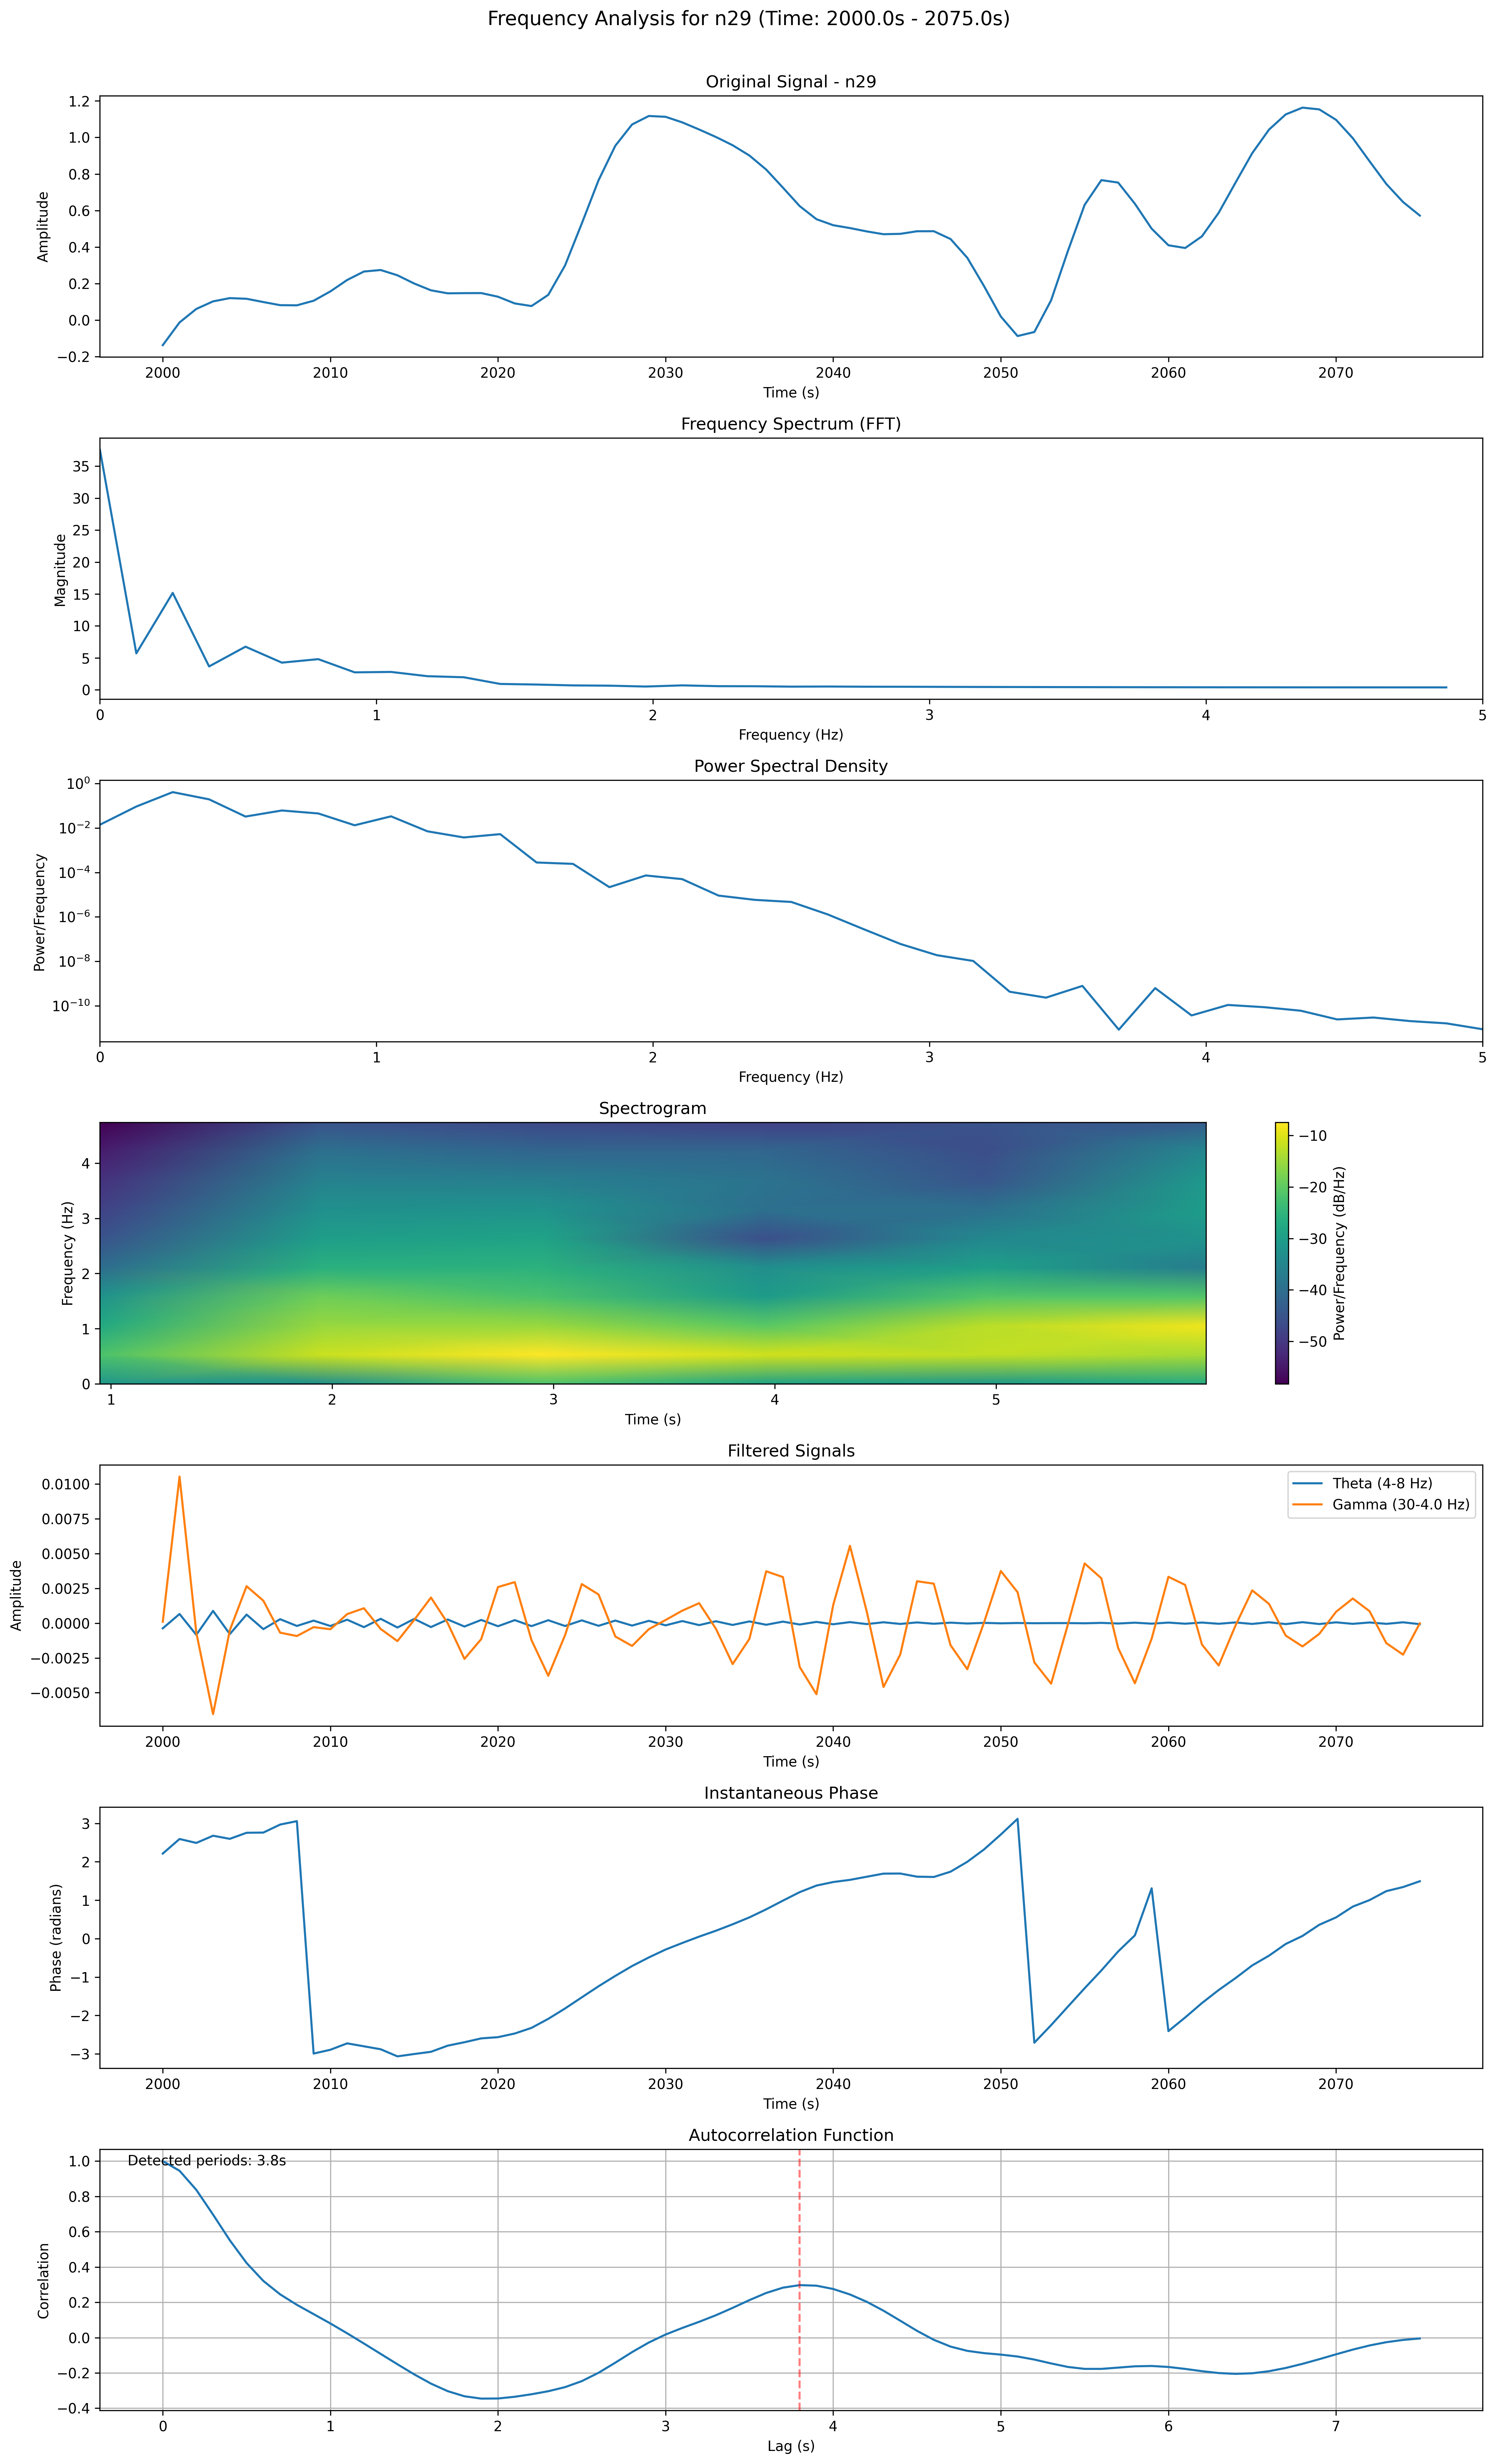 Frequency Analysis for n29 (Time: 2000.0s - 2075.0s)
Original Signal - n29
1.2
1.0
0.8
0.6
0.4
0.2
0.0
−0.2
Amplitude
2000 2010 2020 2030 2040 2050 2060 2070
Time (s)
Frequency Spectrum (FFT)
35
30
25
20
15
10
5
0
Magnitude
0 1 2 3 4 5
Frequency (Hz)
Power Spectral Density
10⁰
10⁻²
10⁻⁴
10⁻⁶
10⁻⁸
10⁻¹⁰
Power/Frequency
0 1 2 3 4 5
Frequency (Hz)
Spectrogram
4
3
2
1
0
Frequency (Hz)
1 2 3 4 5
Time (s)
−10
−20
−30
−40
−50
Power/Frequency (dB/Hz)
Filtered Signals
0.0100
0.0075
0.0050
0.0025
0.0000
−0.0025
−0.0050
Amplitude
Theta (4-8 Hz)
Gamma (30-4.0 Hz)
2000 2010 2020 2030 2040 2050 2060 2070
Time (s)
Instantaneous Phase
3
2
1
0
−1
−2
−3
Phase (radians)
2000 2010 2020 2030 2040 2050 2060 2070
Time (s)
Autocorrelation Function
Detected periods: 3.8s
1.0
0.8
0.6
0.4
0.2
0.0
−0.2
−0.4
Correlation
0 1 2 3 4 5 6 7
Lag (s)